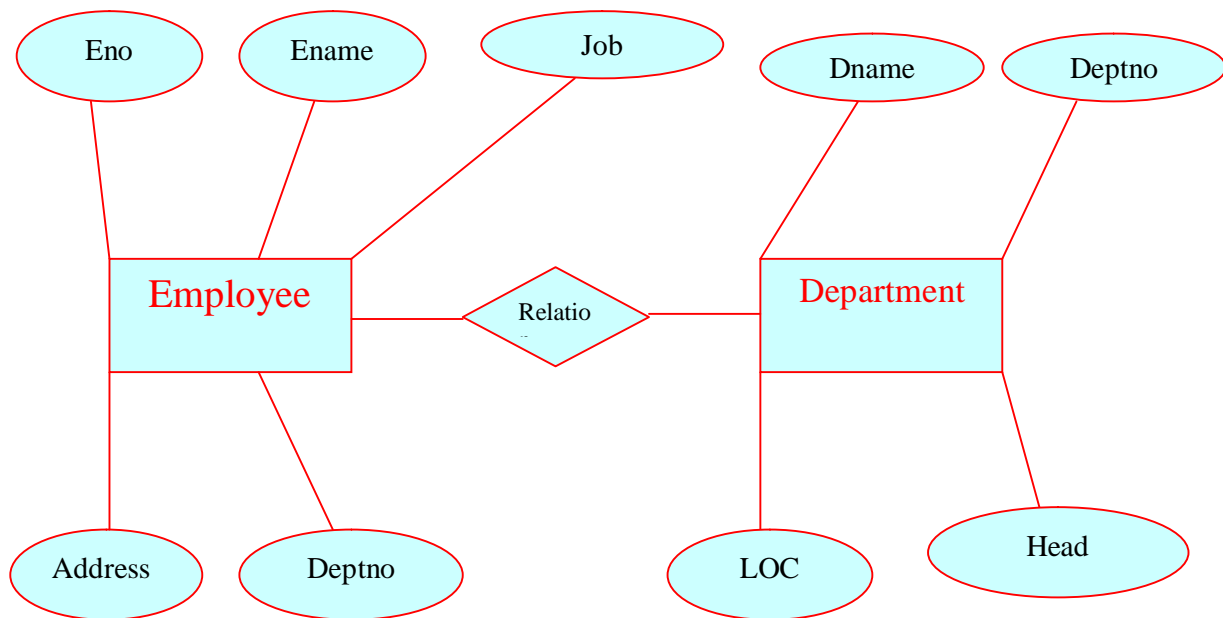 Eno
Ename
Job
Dname
Deptno
Employee
Department
Relatio
Address
Deptno
LOC
Head